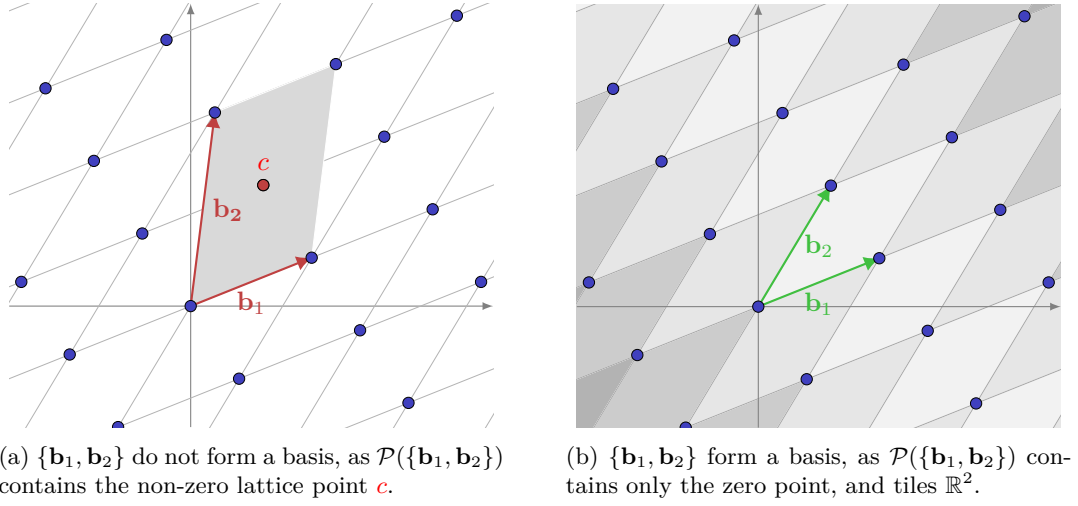 c
b₂
b₁
b₂
b₁
(a) {b₁, b₂} do not form a basis, as P({b₁, b₂})
contains the non-zero lattice point c.
(b) {b₁, b₂} form a basis, as P({b₁, b₂}) con-
tains only the zero point, and tiles ℝ².